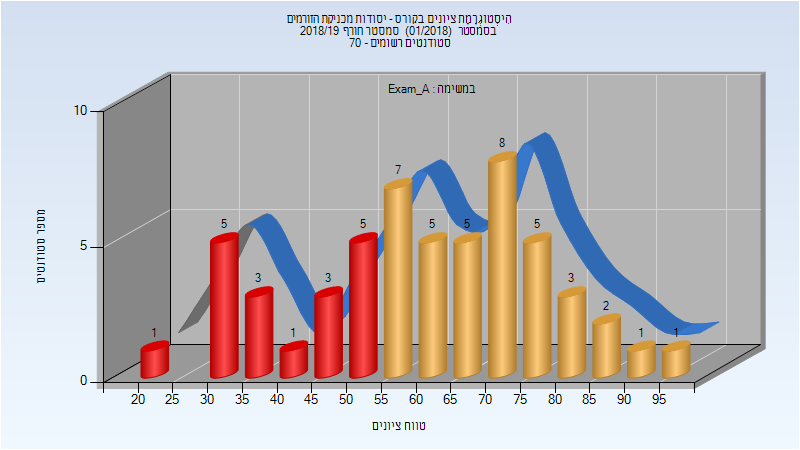 היסטוגרמת ציונים בקורס - יסודות מכניקת הזורמים
בסמסטר (01/2018) סמסטר חורף 2018/19
סטודנטים רשומים - 70
במשימה : Exam_A
מספר סטודנטים
10
5
0
1
5
3
1
3
5
7
5
5
8
5
3
2
1
1
20 25 30 35 40 45 50 55 60 65 70 75 80 85 90 95
טווח ציונים